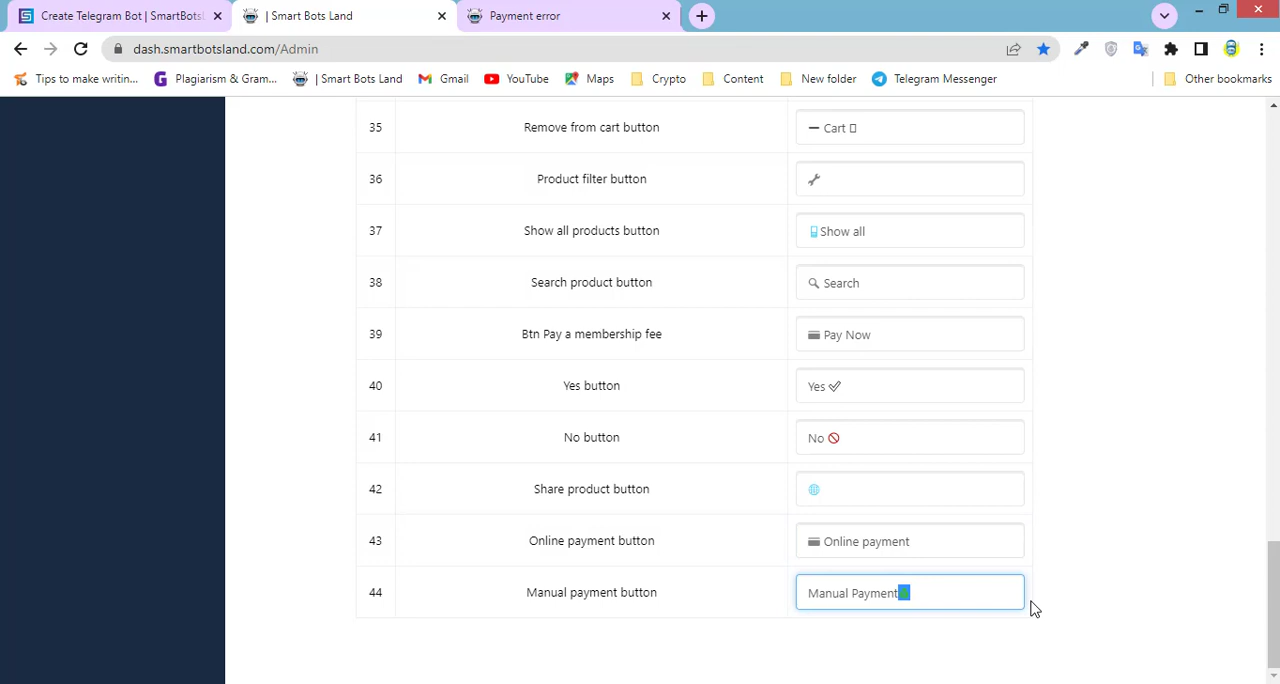 Create Telegram Bot | SmartBotsL
| Smart Bots Land
Payment error
dash.smartbotsland.com/Admin
Tips to make writin...
Plagiarism & Gram...
| Smart Bots Land
Gmail
YouTube
Maps
Crypto
Content
New folder
Telegram Messenger
Other bookmarks
35 Remove from cart button Cart
36 Product filter button
37 Show all products button Show all
38 Search product button Search
39 Btn Pay a membership fee Pay Now
40 Yes button Yes
41 No button No
42 Share product button
43 Online payment button Online payment
44 Manual payment button Manual Payment